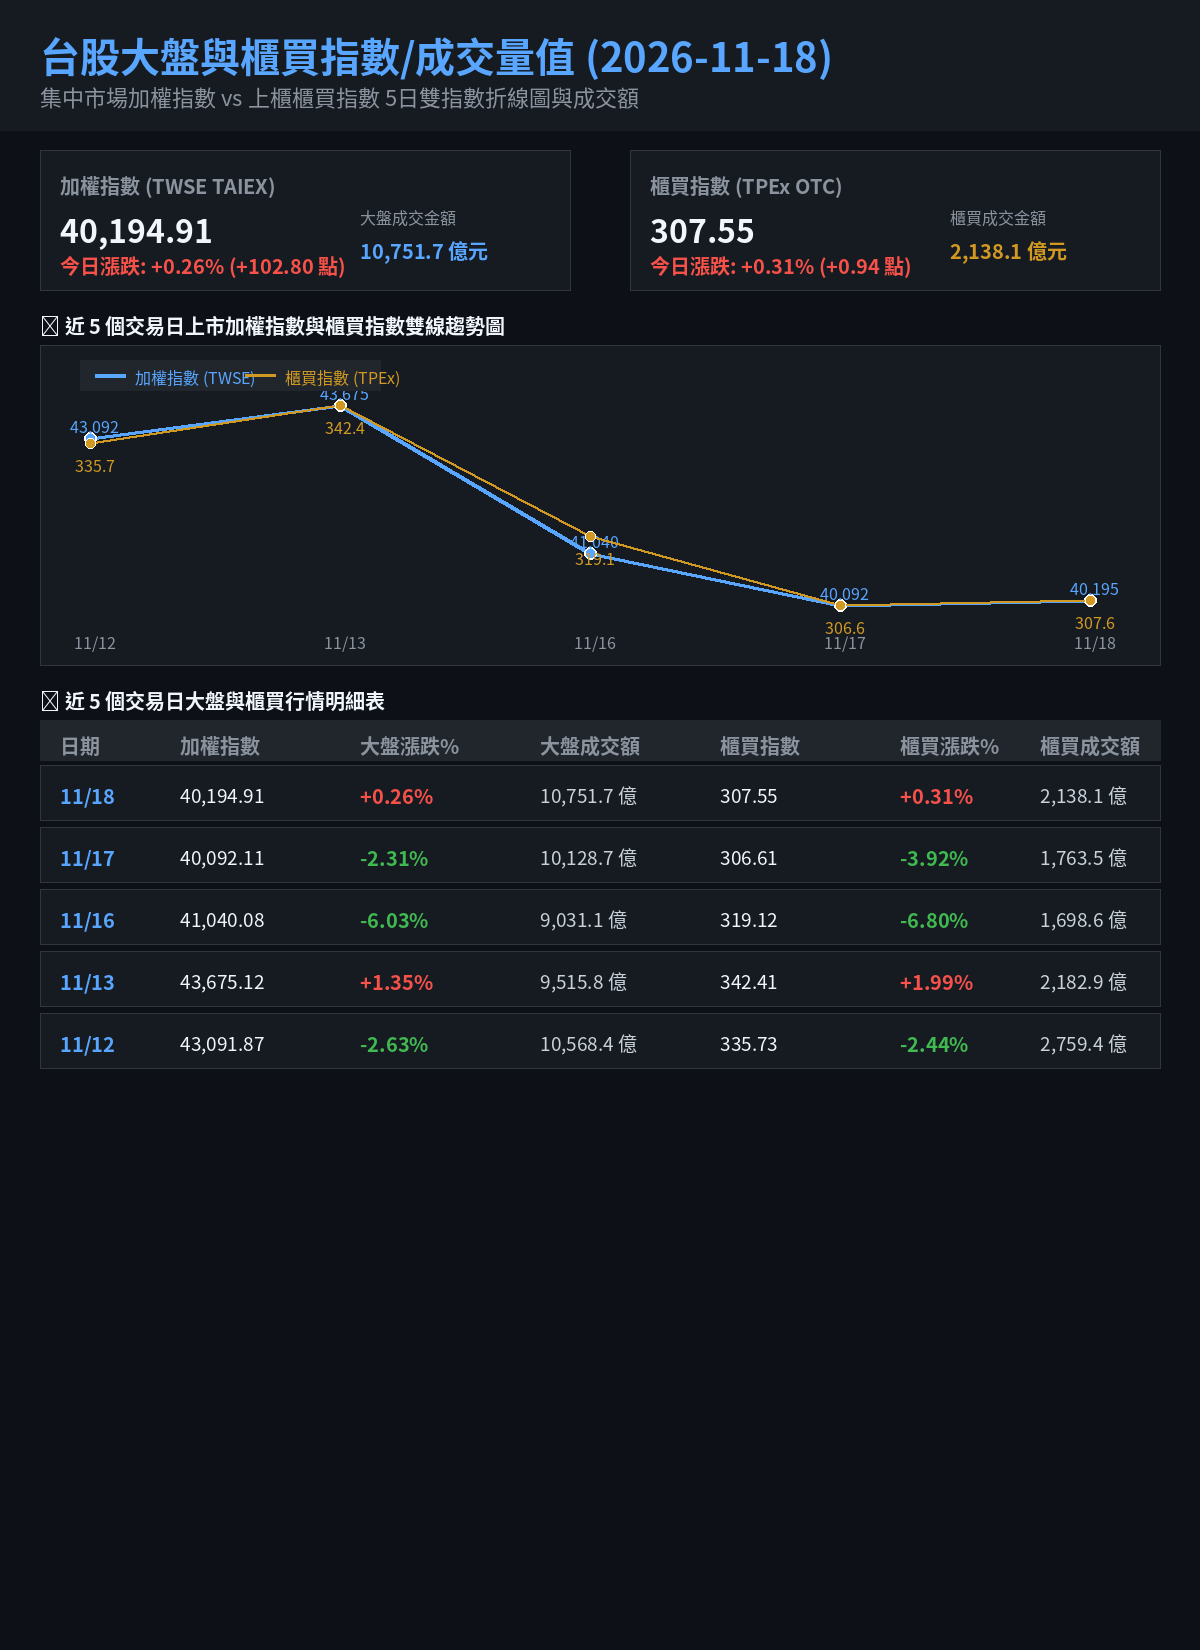 台股大盤與櫃買指數/成交量值 (2026-11-18)
集中市場加權指數 vs 上櫃櫃買指數 5日雙指數折線圖與成交額
加權指數 (TWSE TAIEX)
40,194.91
今日漲跌: +0.26% (+102.80 點)
大盤成交金額
10,751.7 億元
櫃買指數 (TPEx OTC)
307.55
今日漲跌: +0.31% (+0.94 點)
櫃買成交金額
2,138.1 億元
近 5 個交易日上市加權指數與櫃買指數雙線趨勢圖
加權指數 (TWSE) 櫃買指數 (TPEx)
43,675
43,092
342.4
335.7
41,040
319.1
40,092
40,195
306.6
307.6
11/12 11/13 11/16 11/17 11/18
近 5 個交易日大盤與櫃買行情明細表
日期 加權指數 大盤漲跌% 大盤成交額 櫃買指數 櫃買漲跌% 櫃買成交額
11/18 40,194.91 +0.26% 10,751.7 億 307.55 +0.31% 2,138.1 億
11/17 40,092.11 -2.31% 10,128.7 億 306.61 -3.92% 1,763.5 億
11/16 41,040.08 -6.03% 9,031.1 億 319.12 -6.80% 1,698.6 億
11/13 43,675.12 +1.35% 9,515.8 億 342.41 +1.99% 2,182.9 億
11/12 43,091.87 -2.63% 10,568.4 億 335.73 -2.44% 2,759.4 億